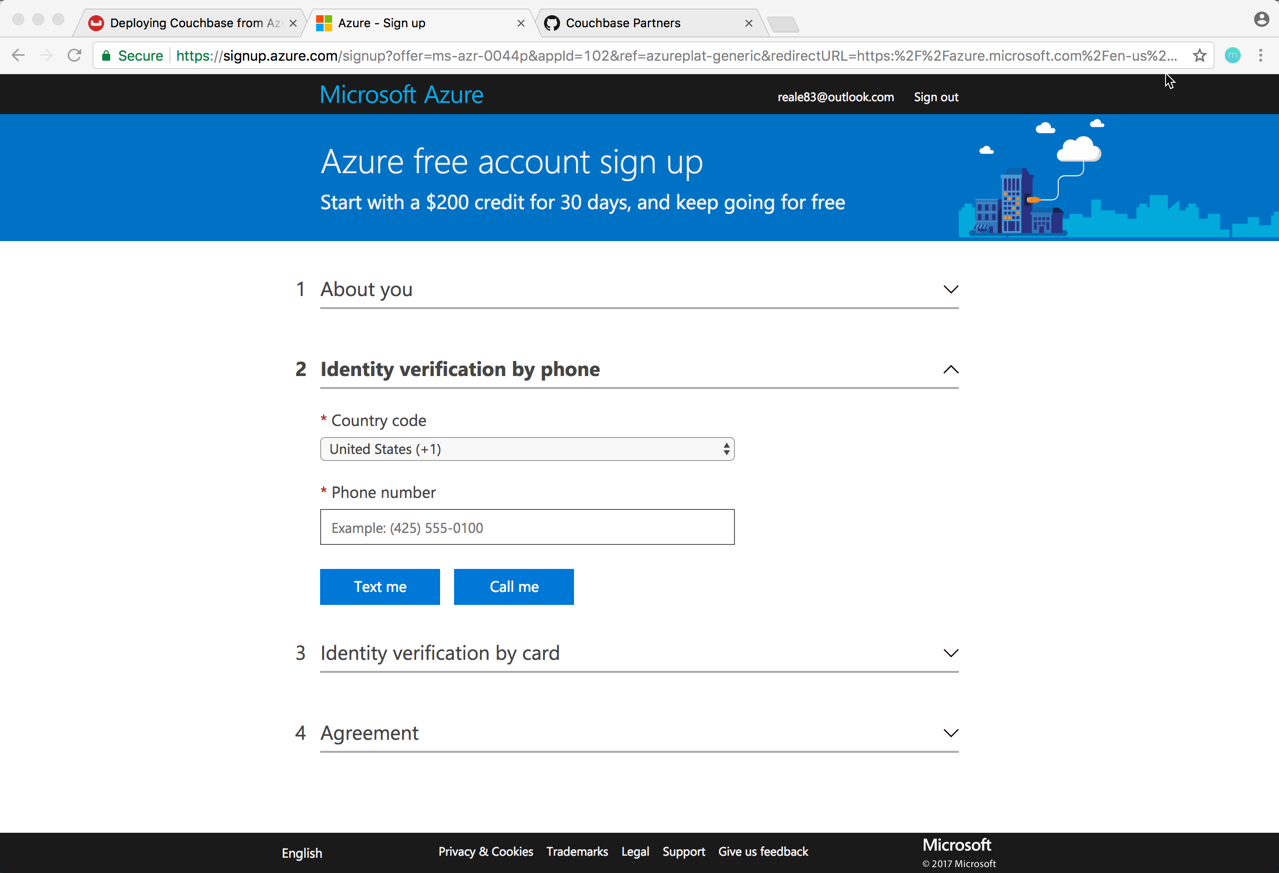 Deploying Couchbase from Az
Azure - Sign up
Couchbase Partners
Secure
https://signup.azure.com/signup?offer=ms-azr-0044p&appId=102&ref=azureplat-generic&redirectURL=https:%2F%2Fazure.microsoft.com%2Fen-us%2...
m
Microsoft Azure
reale83@outlook.com
Sign out
Azure free account sign up
Start with a $200 credit for 30 days, and keep going for free
1 About you
2 Identity verification by phone
* Country code
United States (+1)
* Phone number
Example: (425) 555-0100
Text me
Call me
3 Identity verification by card
4 Agreement
English
Privacy & Cookies
Trademarks
Legal
Support
Give us feedback
Microsoft
© 2017 Microsoft